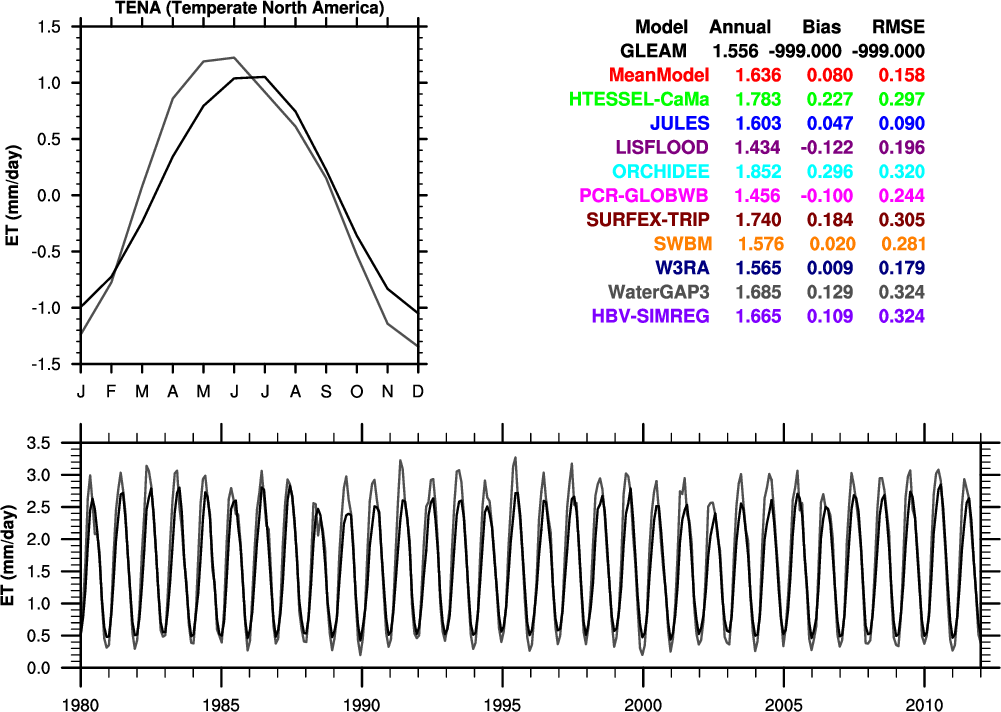 TENA (Temperate North America)
1.5
1.0
0.5
0.0
-0.5
-1.0
-1.5
ET (mm/day)
J F M A M J J A S O N D
Model Annual Bias RMSE
GLEAM 1.556 -999.000 -999.000
MeanModel 1.636 0.080 0.158
HTESSEL-CaMa 1.783 0.227 0.297
JULES 1.603 0.047 0.090
LISFLOOD 1.434 -0.122 0.196
ORCHIDEE 1.852 0.296 0.320
PCR-GLOBWB 1.456 -0.100 0.244
SURFEX-TRIP 1.740 0.184 0.305
SWBM 1.576 0.020 0.281
W3RA 1.565 0.009 0.179
WaterGAP3 1.685 0.129 0.324
HBV-SIMREG 1.665 0.109 0.324
3.5
3.0
2.5
2.0
1.5
1.0
0.5
0.0
ET (mm/day)
1980 1985 1990 1995 2000 2005 2010